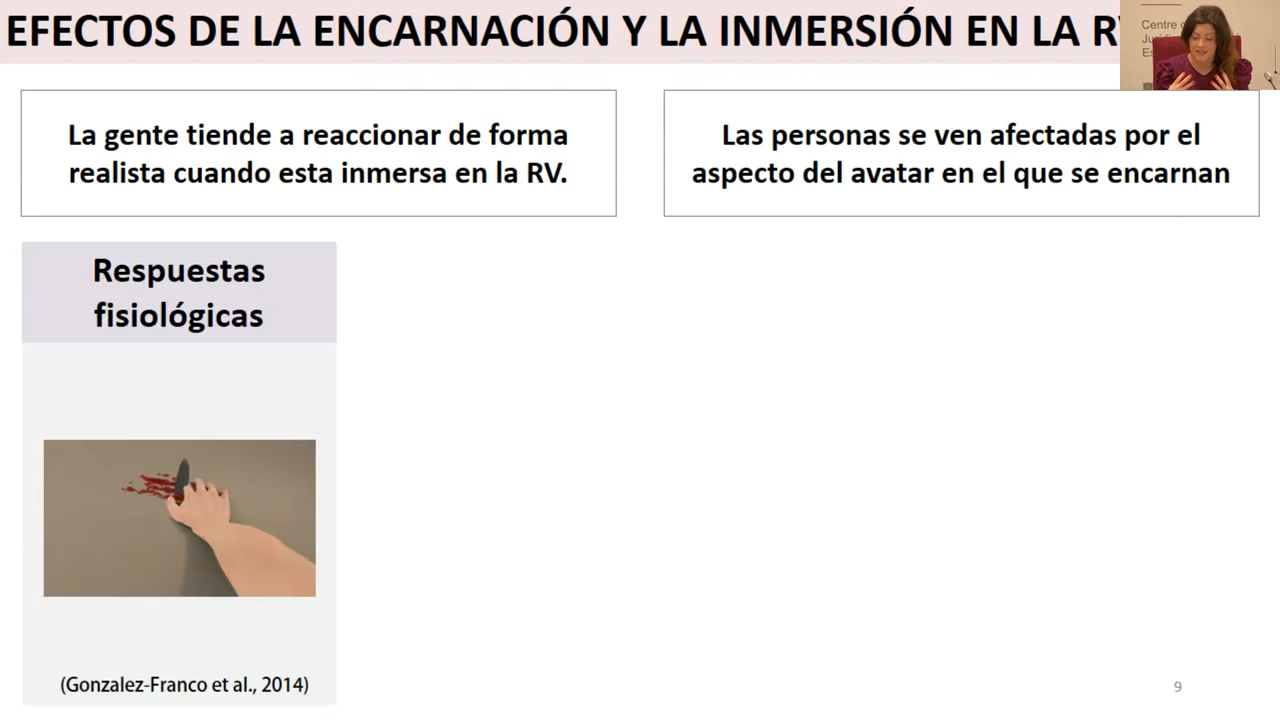 EFECTOS DE LA ENCARNACIÓN Y LA INMERSIÓN EN LA
Centre
La gente tiende a reaccionar de forma
realista cuando esta inmersa en la RV.
Las personas se ven afectadas por el
aspecto del avatar en el que se encarnan
Respuestas
fisiológicas
(Gonzalez-Franco et al., 2014)
9